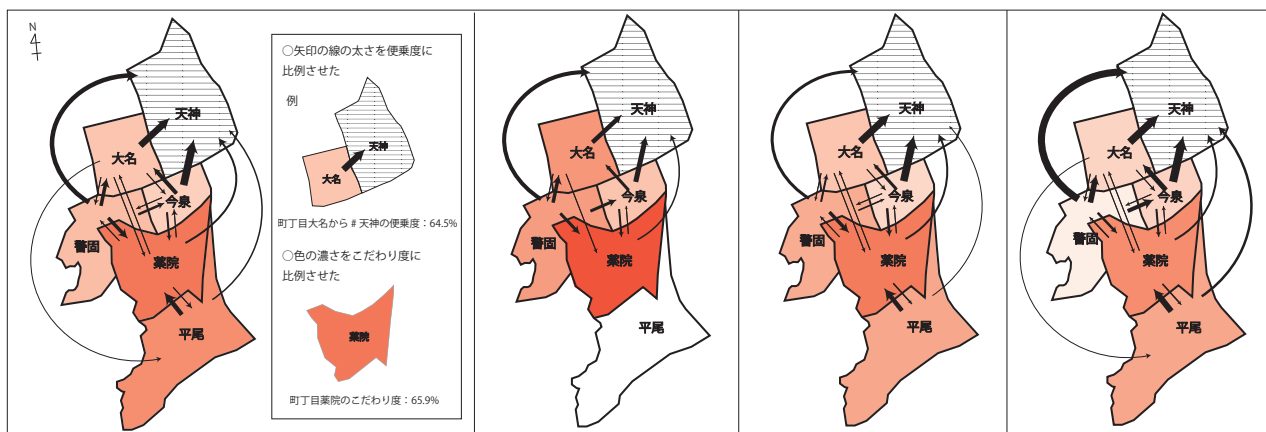 N
天神
大名
今泉
警固
薬院
平尾
○矢印の線の太さを便乗度に
比例させた
例
天神
大名
町丁目大名から#天神の便乗度：64.5%
○色の濃さをこだわり度に
比例させた
薬院
町丁目薬院のこだわり度：65.9%
天神
大名
今泉
警固
薬院
平尾
天神
大名
今泉
警固
薬院
平尾
天神
大名
今泉
警固
薬院
平尾